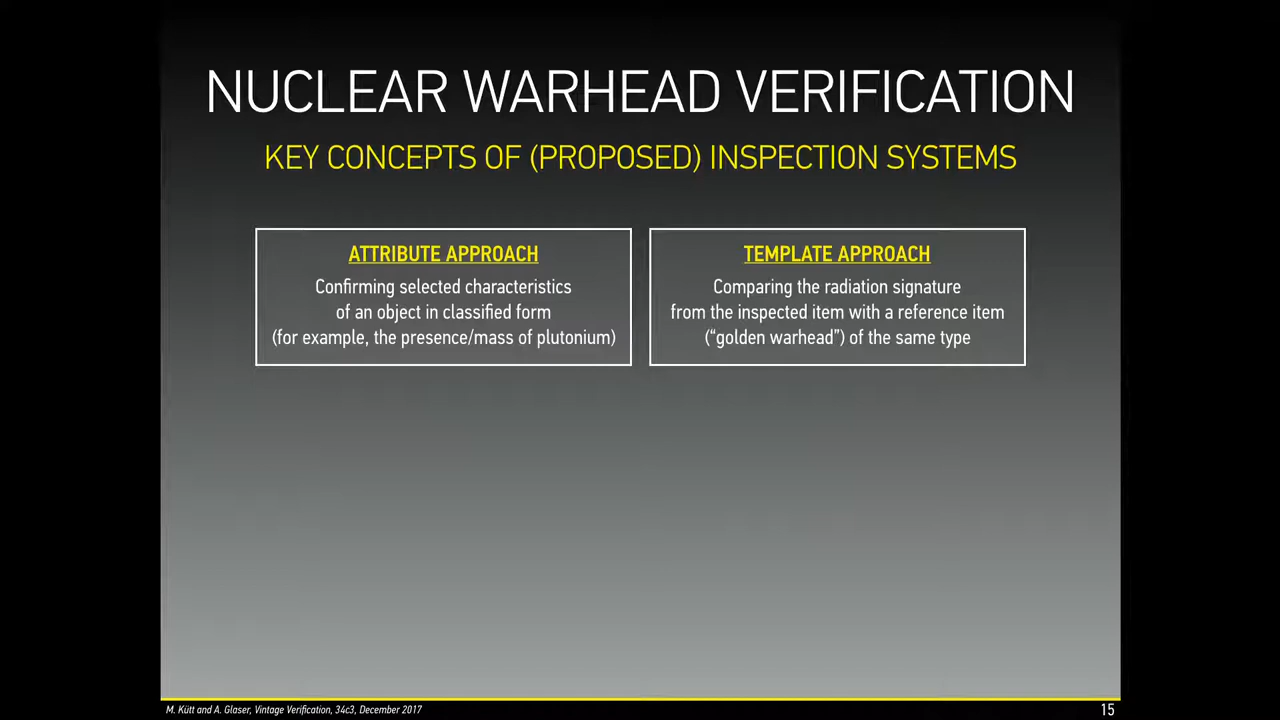 NUCLEAR WARHEAD VERIFICATION
KEY CONCEPTS OF (PROPOSED) INSPECTION SYSTEMS
ATTRIBUTE APPROACH
Confirming selected characteristics
of an object in classified form
(for example, the presence/mass of plutonium)
TEMPLATE APPROACH
Comparing the radiation signature
from the inspected item with a reference item
(“golden warhead”) of the same type
M. Kütt and A. Glaser, Vintage Verification, 34c3, December 2017
15